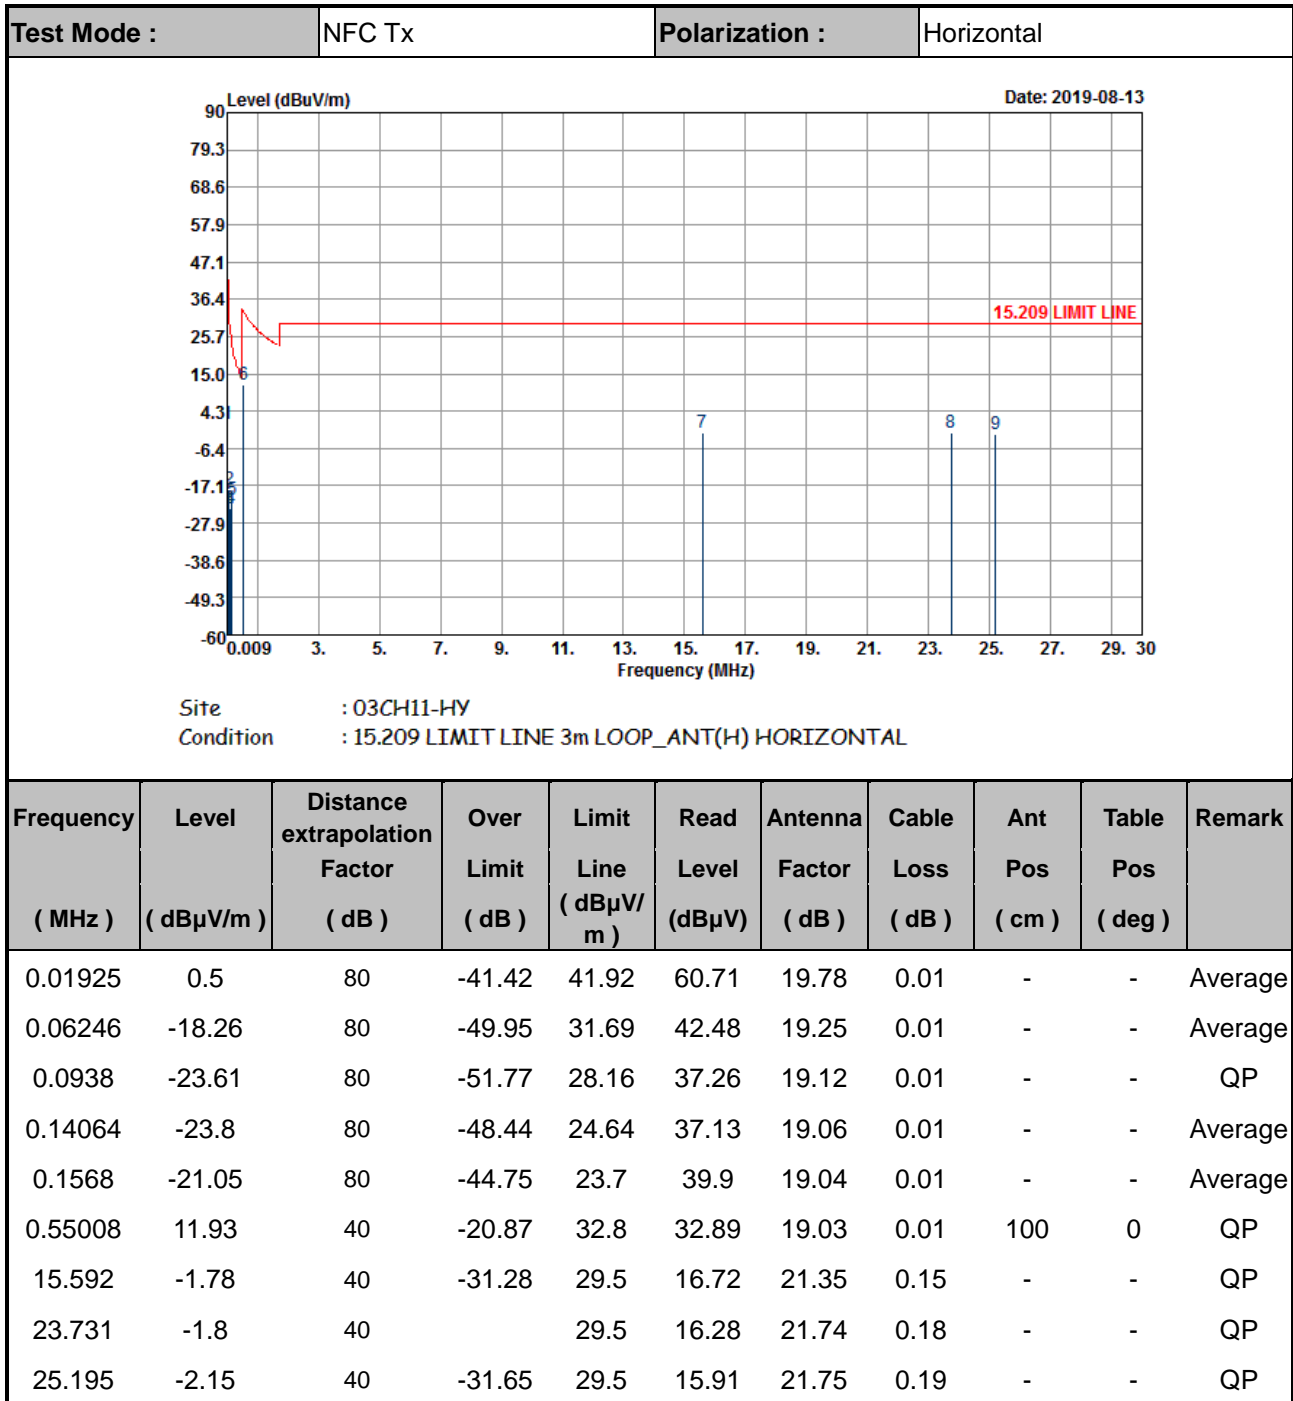 Test Mode : NFC Tx Polarization : Horizontal
Level (dBuV/m) Date: 2019-08-13
90
79.3
68.6
57.9
47.1
36.4
15.209 LIMIT LINE
25.7
15.0 6
4.3 1
7 8 9
-6.4
2
-17.1
5
4
-27.9
-38.6
-49.3
-60
0.009 3. 5. 7. 9. 11. 13. 15. 17. 19. 21. 23. 25. 27. 29. 30
Frequency (MHz)
Site : 03CH11-HY
Condition : 15.209 LIMIT LINE 3m LOOP_ANT(H) HORIZONTAL
Frequency Level Distance extrapolation Over Limit Read Antenna Cable Ant Table Remark
Factor Limit Line Level Factor Loss Pos Pos
( MHz ) ( dBµV/m ) ( dB ) ( dB ) ( dBµV/m ) (dBµV) ( dB ) ( dB ) ( cm ) ( deg )
0.01925 0.5 80 -41.42 41.92 60.71 19.78 0.01 - - Average
0.06246 -18.26 80 -49.95 31.69 42.48 19.25 0.01 - - Average
0.0938 -23.61 80 -51.77 28.16 37.26 19.12 0.01 - - QP
0.14064 -23.8 80 -48.44 24.64 37.13 19.06 0.01 - - Average
0.1568 -21.05 80 -44.75 23.7 39.9 19.04 0.01 - - Average
0.55008 11.93 40 -20.87 32.8 32.89 19.03 0.01 100 0 QP
15.592 -1.78 40 -31.28 29.5 16.72 21.35 0.15 - - QP
23.731 -1.8 40 29.5 16.28 21.74 0.18 - - QP
25.195 -2.15 40 -31.65 29.5 15.91 21.75 0.19 - - QP